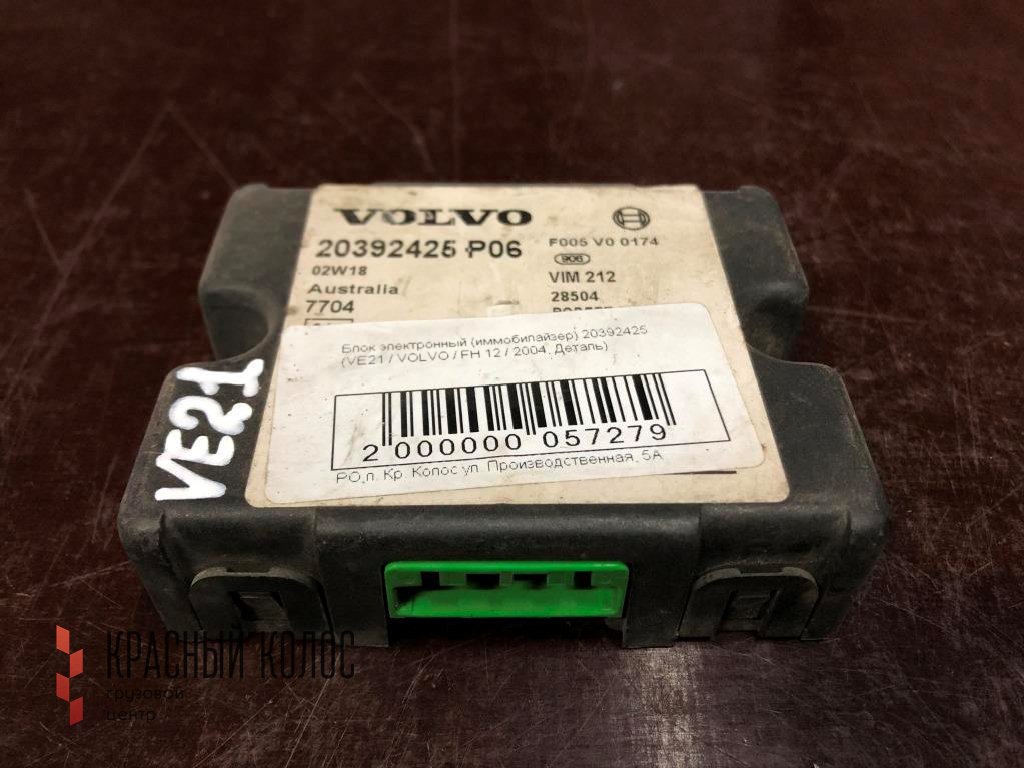 VOLVO
20392425 P06
F005 V0 0174
02W18
906
VIM 212
Australia
28504
7704
Блок электронный (иммобилайзер) 20392425
(VE21 / VOLVO / FH 12 / 2004, Деталь)
2 000000 057279
РО,п. Кр. Колос ул. Производственная, 5А
VE21
КРАСНЫЙ КОЛОС
грузовой
центр